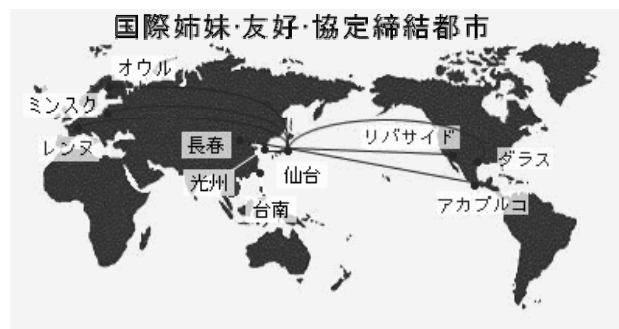 国際姉妹·友好·協定締結都市
オウル
ミンスク
レンヌ
長春
光州
仙台
台南
リバサイド
ダラス
アカプルコ